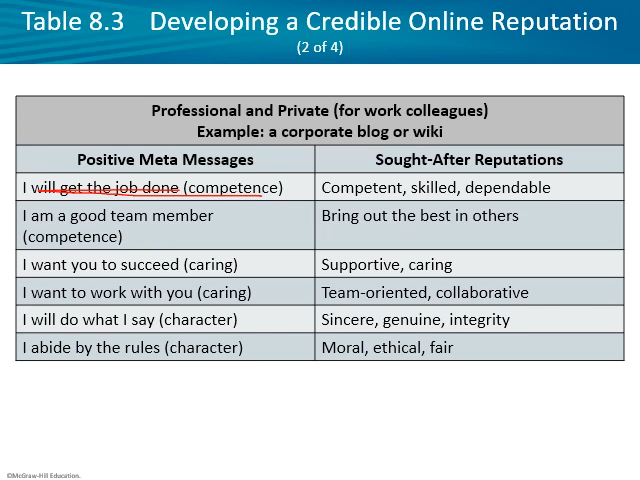 Table 8.3 Developing a Credible Online Reputation
(2 of 4)
Professional and Private (for work colleagues)
Example: a corporate blog or wiki
Positive Meta Messages Sought-After Reputations
I will get the job done (competence) Competent, skilled, dependable
I am a good team member Bring out the best in others
(competence)
I want you to succeed (caring) Supportive, caring
I want to work with you (caring) Team-oriented, collaborative
I will do what I say (character) Sincere, genuine, integrity
I abide by the rules (character) Moral, ethical, fair
©McGraw-Hill Education.